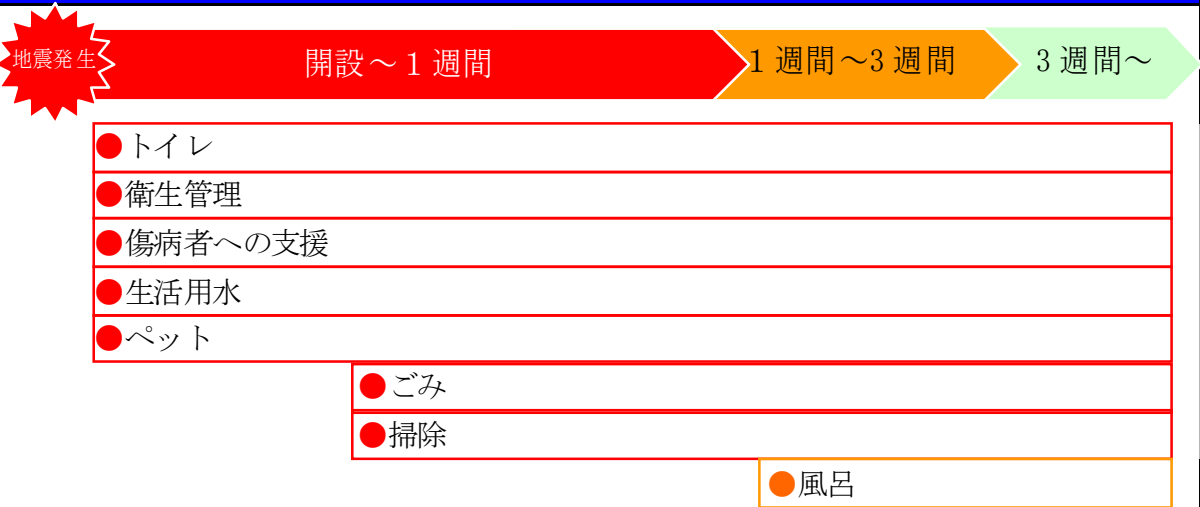 地震発生
開設～１週間
1 週間～3 週間
3 週間～
●トイレ
●衛生管理
●傷病者への支援
●生活用水
●ペット
●ごみ
●掃除
●風呂